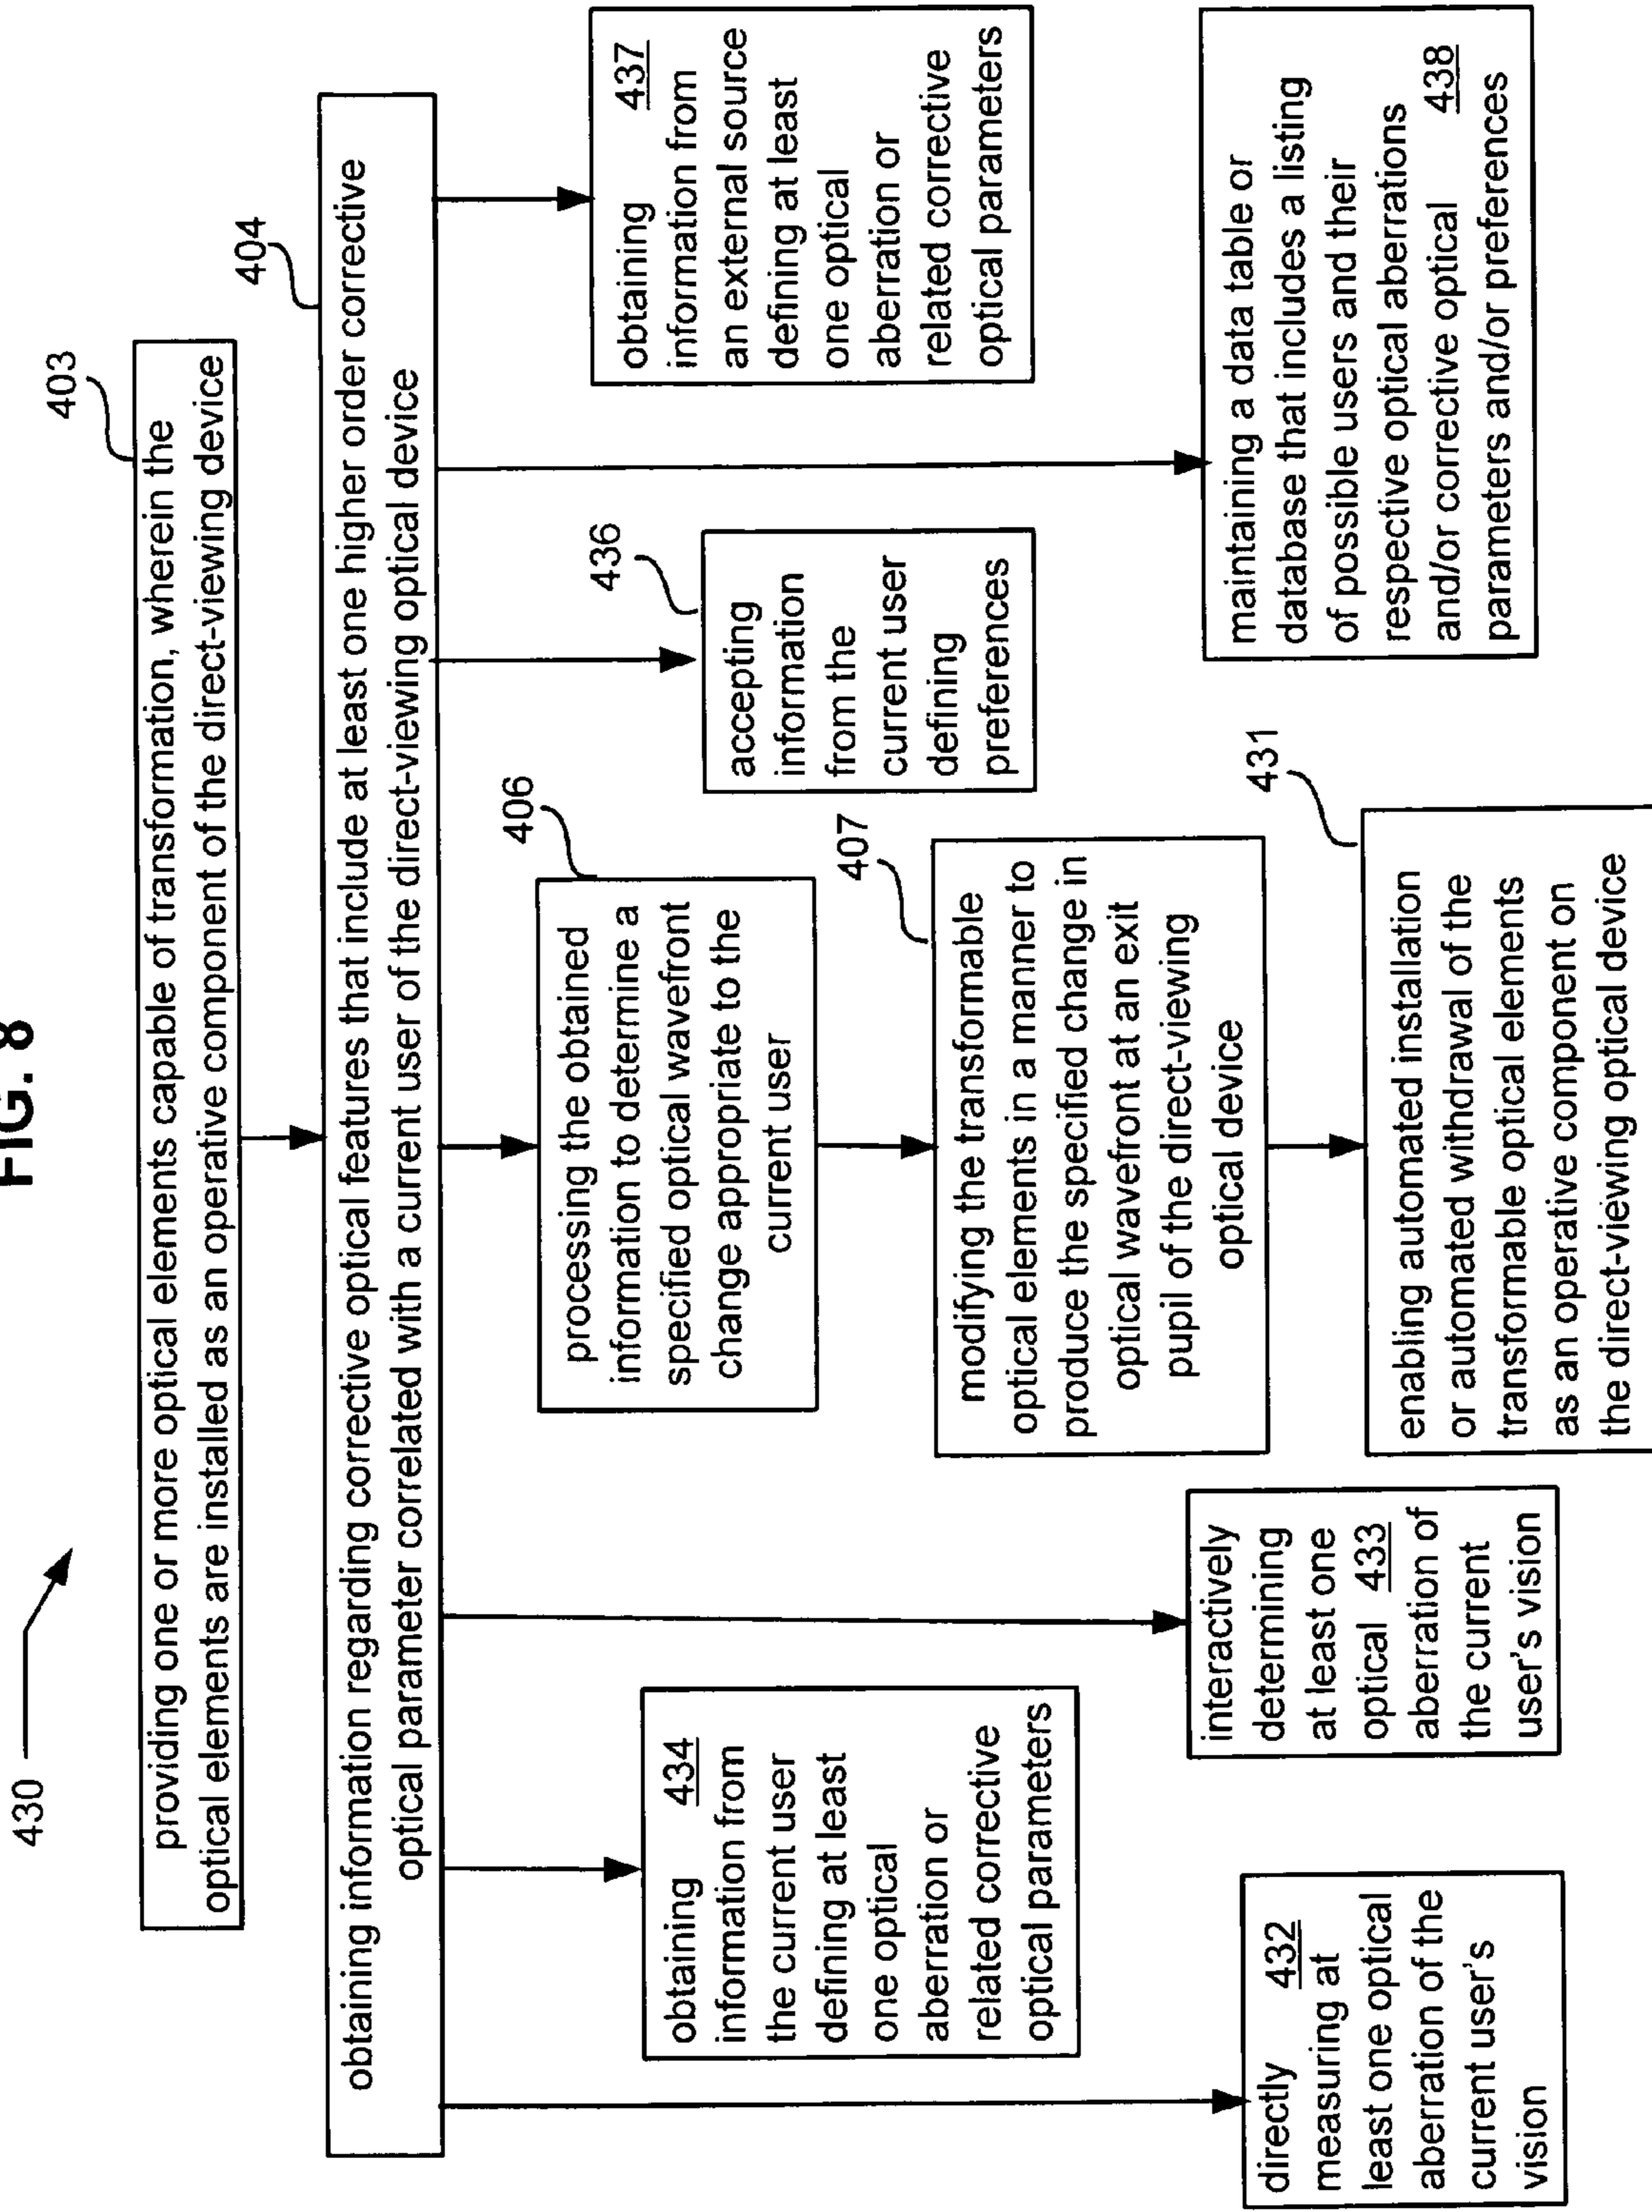 FIG. 8
430
403
providing one or more optical elements capable of transformation, wherein the
optical elements are installed as an operative component of the direct-viewing device
404
obtaining information regarding corrective optical features that include at least one higher order corrective
optical parameter correlated with a current user of the direct-viewing optical device
directly 432
measuring at
least one optical
aberration of the
current user's
vision
obtaining 434
information from
the current user
defining at least
one optical
aberration or
related corrective
optical parameters
interactively
determining
at least one
optical 433
aberration of
the current
user's vision
406
processing the obtained
information to determine a
specified optical wavefront
change appropriate to the
current user
407
modifying the transformable
optical elements in a manner to
produce the specified change in
optical wavefront at an exit
pupil of the direct-viewing
optical device
431
enabling automated installation
or automated withdrawal of the
transformable optical elements
as an operative component on
the direct-viewing optical device
436
accepting
information
from the
current user
defining
preferences
obtaining 437
information from
an external source
defining at least
one optical
aberration or
related corrective
optical parameters
maintaining a data table or
database that includes a listing
of possible users and their
respective optical aberrations
and/or corrective optical 438
parameters and/or preferences